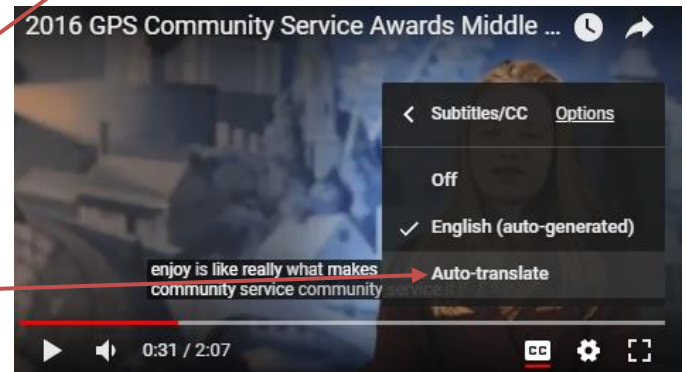 2016 GPS Community Service Awards Middle ...
Subtitles/CC Options
Off
English (auto-generated)
Auto-translate
enjoy is like really what makes
community service community service is
0:31 / 2:07
CC